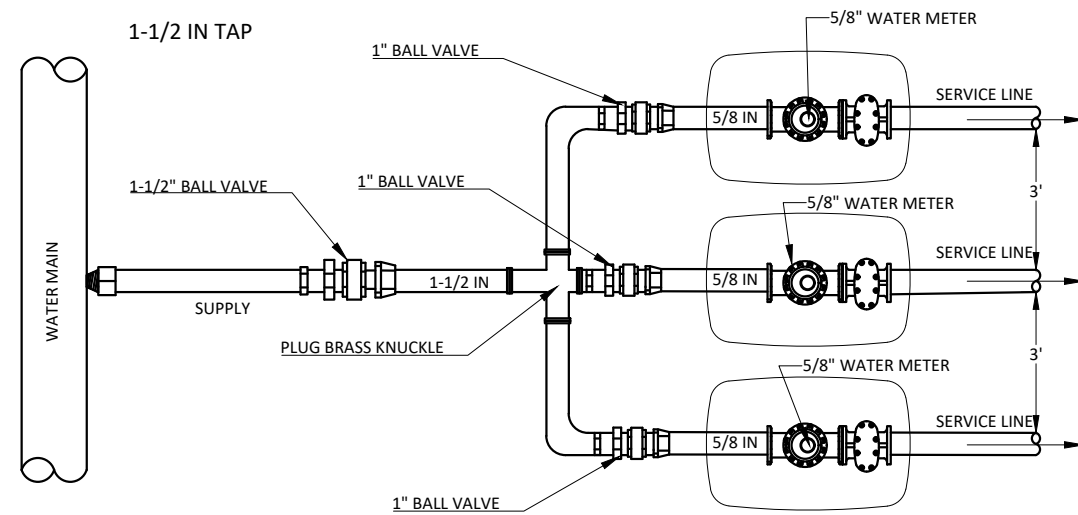 1-1/2 IN TAP
5/8" WATER METER
1" BALL VALVE
SERVICE LINE
5/8 IN
3'
1-1/2" BALL VALVE
1" BALL VALVE
5/8" WATER METER
SERVICE LINE
WATER MAIN
1-1/2 IN
5/8 IN
SUPPLY
PLUG BRASS KNUCKLE
3'
5/8" WATER METER
SERVICE LINE
5/8 IN
1" BALL VALVE